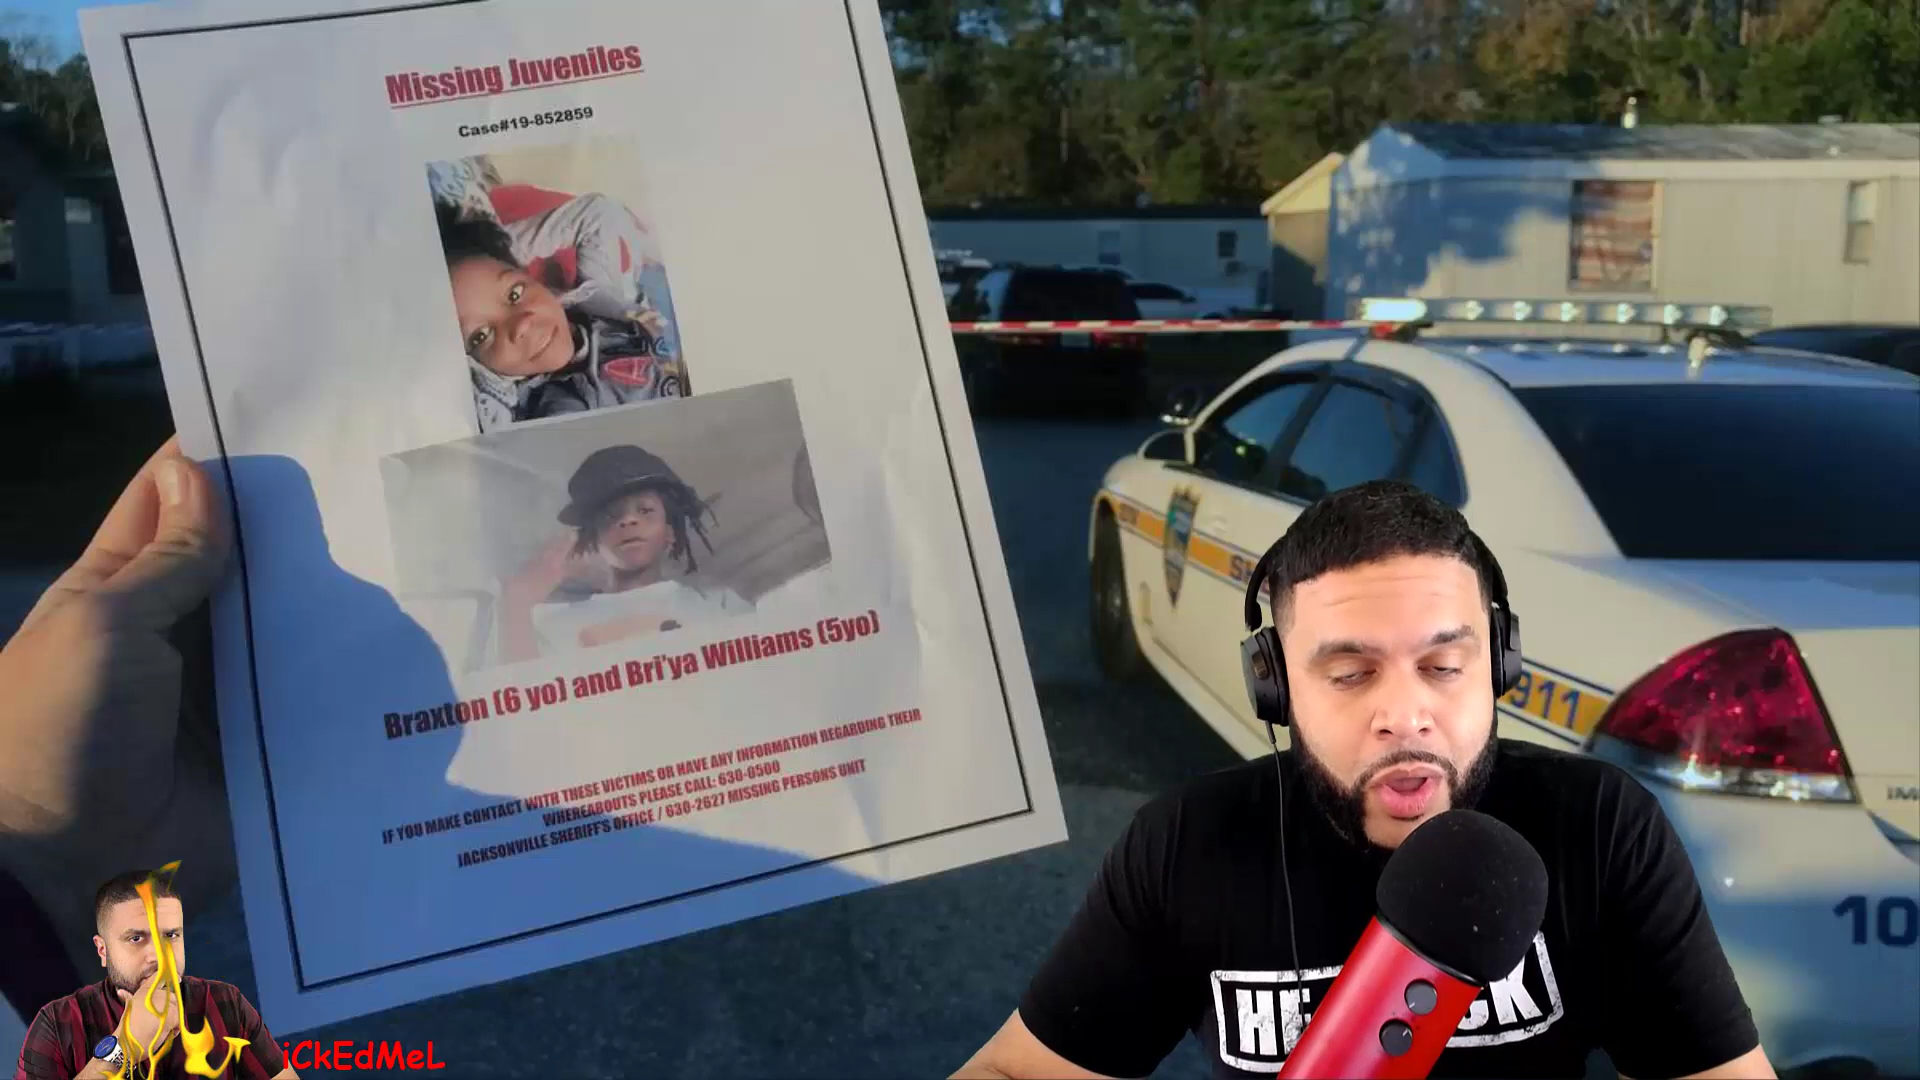 Missing Juveniles
Case#19-852859
Braxton (6 yo) and Bri'ya Williams (5yo)
IF YOU MAKE CONTACT WITH THESE VICTIMS OR HAVE ANY INFORMATION REGARDING THEIR
WHEREABOUTS PLEASE CALL: 630-0500
JACKSONVILLE SHERIFF'S OFFICE / 630-2627 MISSING PERSONS UNIT
911
10
iCkEdMeL